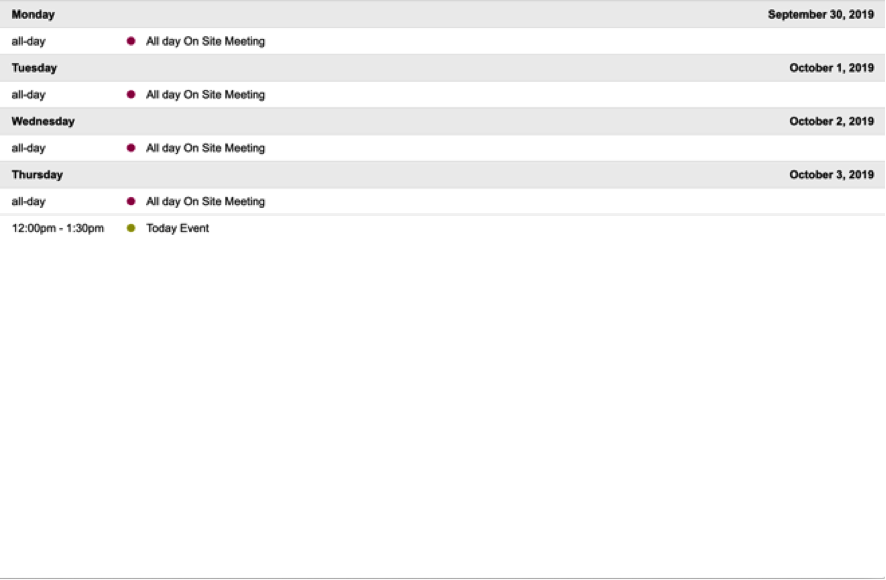 Monday September 30, 2019
all-day All day On Site Meeting
Tuesday October 1, 2019
all-day All day On Site Meeting
Wednesday October 2, 2019
all-day All day On Site Meeting
Thursday October 3, 2019
all-day All day On Site Meeting
12:00pm - 1:30pm Today Event